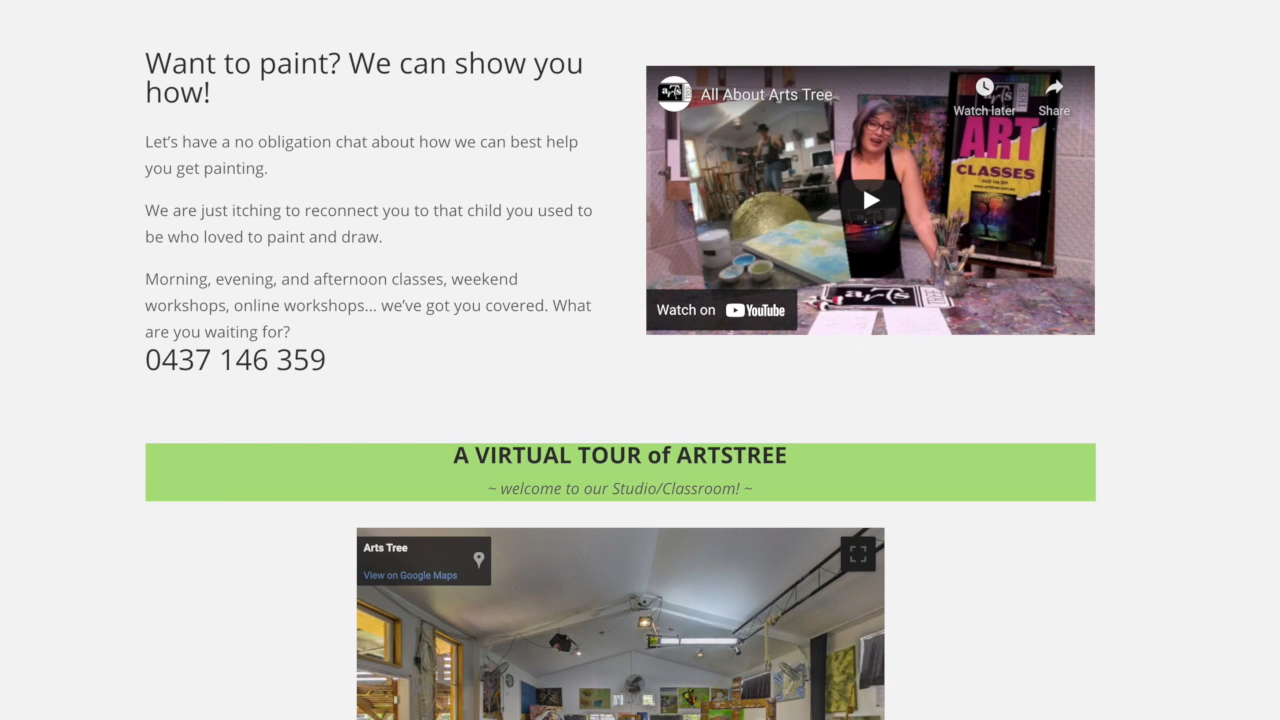 Want to paint? We can show you
how!
Let’s have a no obligation chat about how we can best help
you get painting.
We are just itching to reconnect you to that child you used to
be who loved to paint and draw.
Morning, evening, and afternoon classes, weekend
workshops, online workshops… we’ve got you covered. What
are you waiting for?
0437 146 359
arTs
All About Arts Tree
Watch later
Share
ART
CLASSES
Watch on YouTube
arTs
A VIRTUAL TOUR of ARTSTREE
~ welcome to our Studio/Classroom! ~
Arts Tree
View on Google Maps